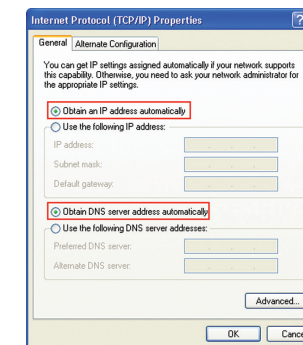 Internet Protocol (TCP/IP) Properties ?
General Alternate Configuration
You can get IP settings assigned automatically if your network supports
this capability. Otherwise, you need to ask your network administrator for
the appropriate IP settings.
Obtain an IP address automatically
Use the following IP address:
IP address:
Subnet mask:
Default gateway:
Obtain DNS server address automatically
Use the following DNS server addresses:
Preferred DNS server:
Alternate DNS server:
Advanced...
OK Cance